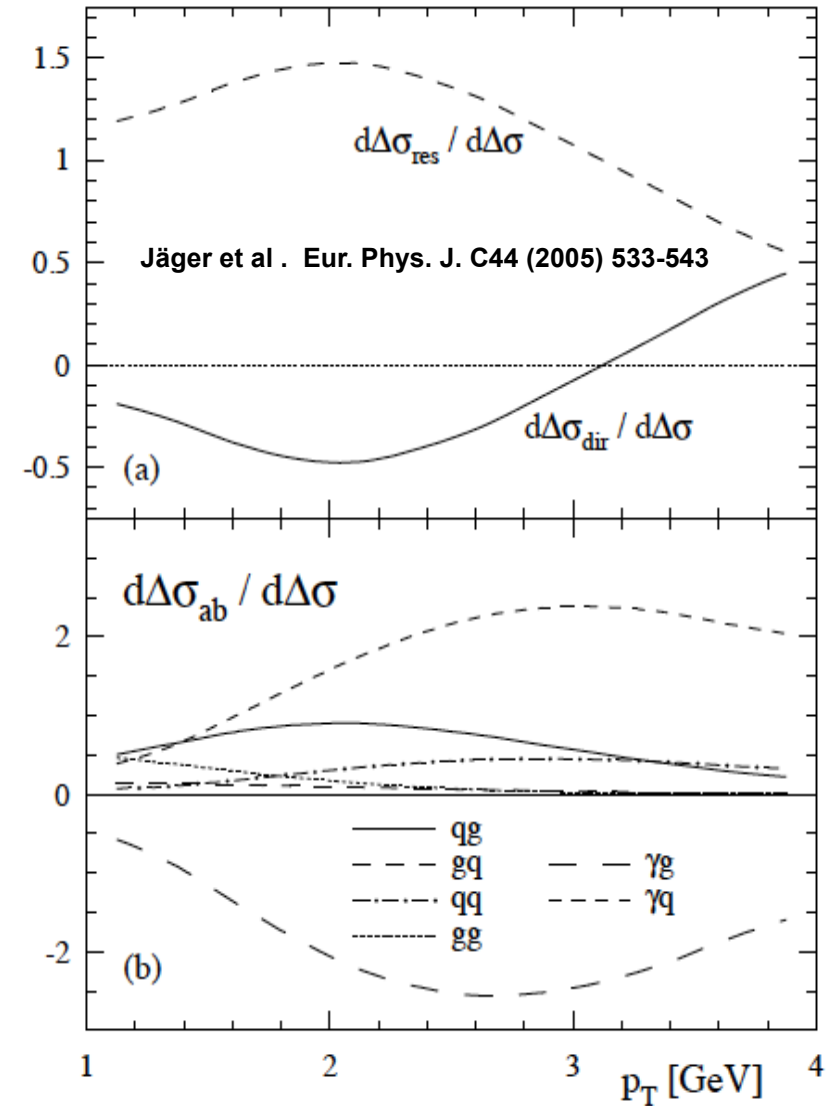 1.5
1
0.5
0
-0.5
dΔσres / dΔσ
Jäger et al . Eur. Phys. J. C44 (2005) 533-543
dΔσdir / dΔσ
(a)
dΔσab / dΔσ
2
0
-2
qg
gq
γg
qq
γq
gg
(b)
1 2 3 4
pT [GeV]